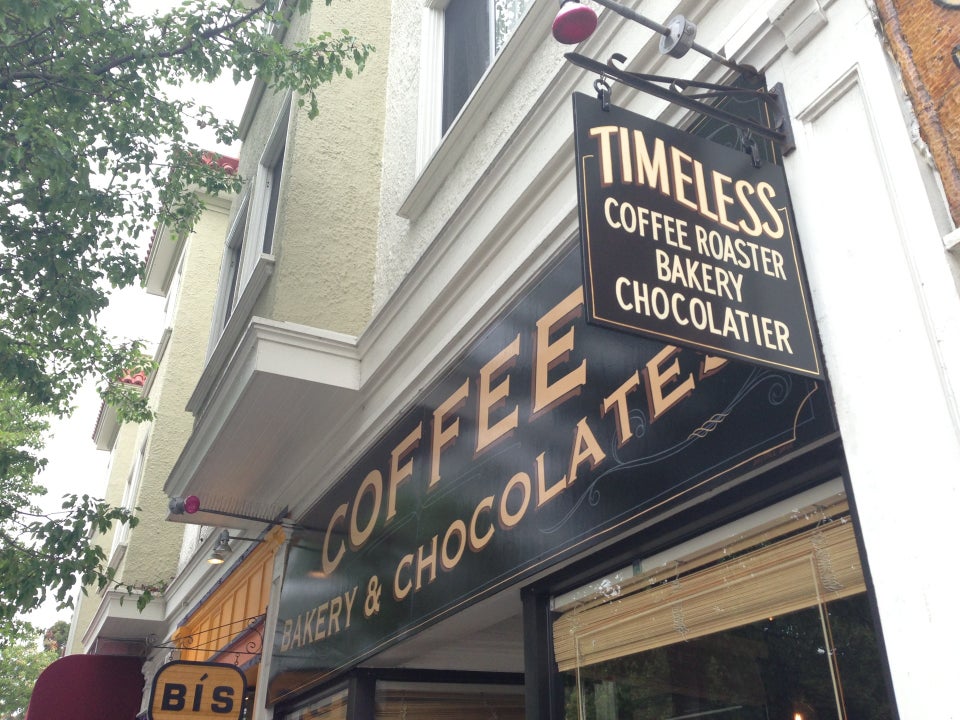 TIMELESS
COFFEE ROASTER
BAKERY
CHOCOLATIER
COFFEE
BAKERY & CHOCOLATES
BÍS